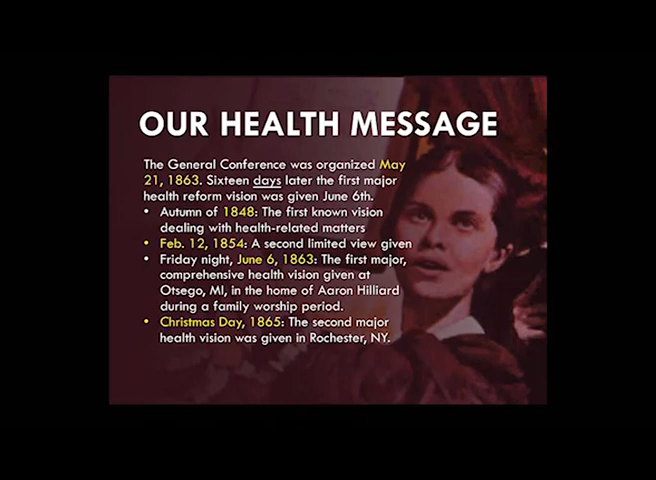 OUR HEALTH MESSAGE
The General Conference was organized May
21, 1863. Sixteen days later the first major
health reform vision was given June 6th.
• Autumn of 1848: The first known vision
dealing with health-related matters
• Feb. 12, 1854: A second limited view given
• Friday night, June 6, 1863: The first major,
comprehensive health vision given at
Otsego, MI, in the home of Aaron Hilliard
during a family worship period.
• Christmas Day, 1865: The second major
health vision was given in Rochester, NY.